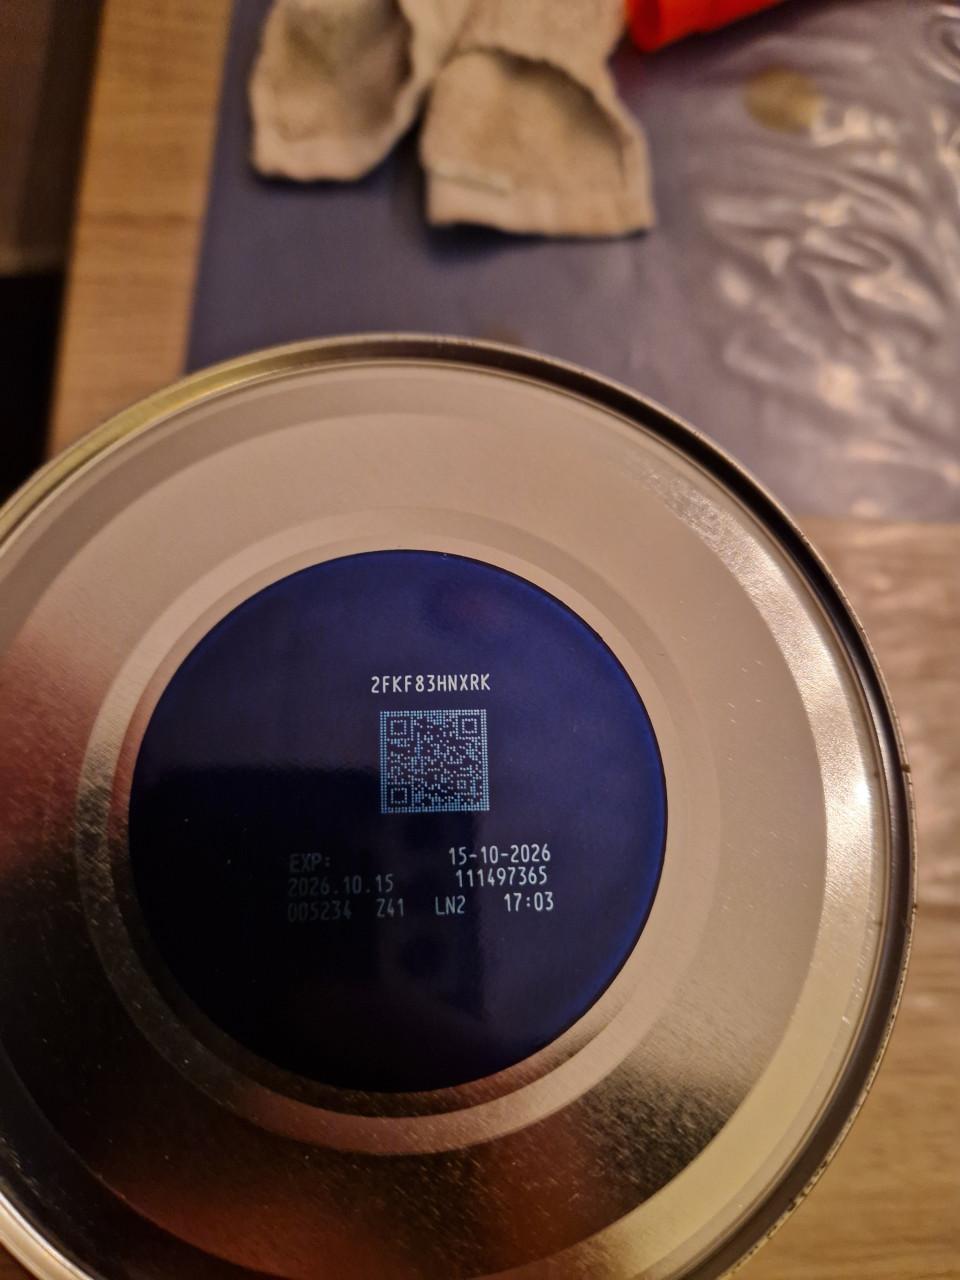 2FKF83HNXRK
EXP: 15-10-2026
2026.10.15 111497365
005234 Z41 LN2 17:03